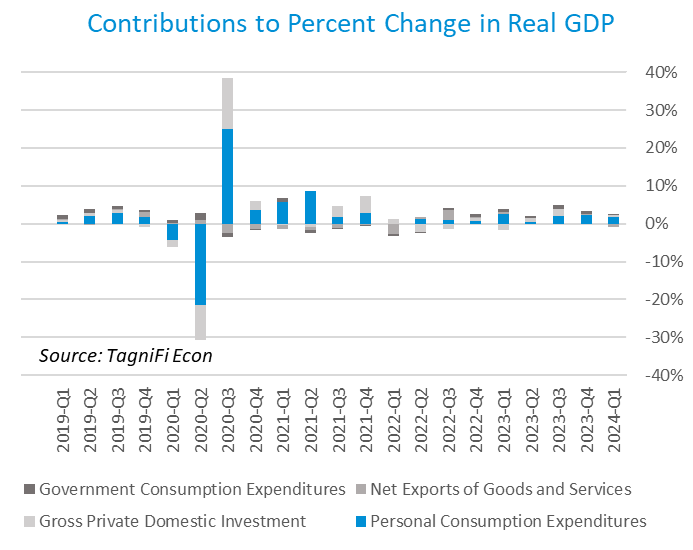 Contributions to Percent Change in Real GDP
40%
30%
20%
10%
0%
-10%
-20%
-30%
-40%
Source: TagniFi Econ
2019-Q1
2019-Q2
2019-Q3
2019-Q4
2020-Q1
2020-Q2
2020-Q3
2020-Q4
2021-Q1
2021-Q2
2021-Q3
2021-Q4
2022-Q1
2022-Q2
2022-Q3
2022-Q4
2023-Q1
2023-Q2
2023-Q3
2023-Q4
2024-Q1
Government Consumption Expenditures
Net Exports of Goods and Services
Gross Private Domestic Investment
Personal Consumption Expenditures